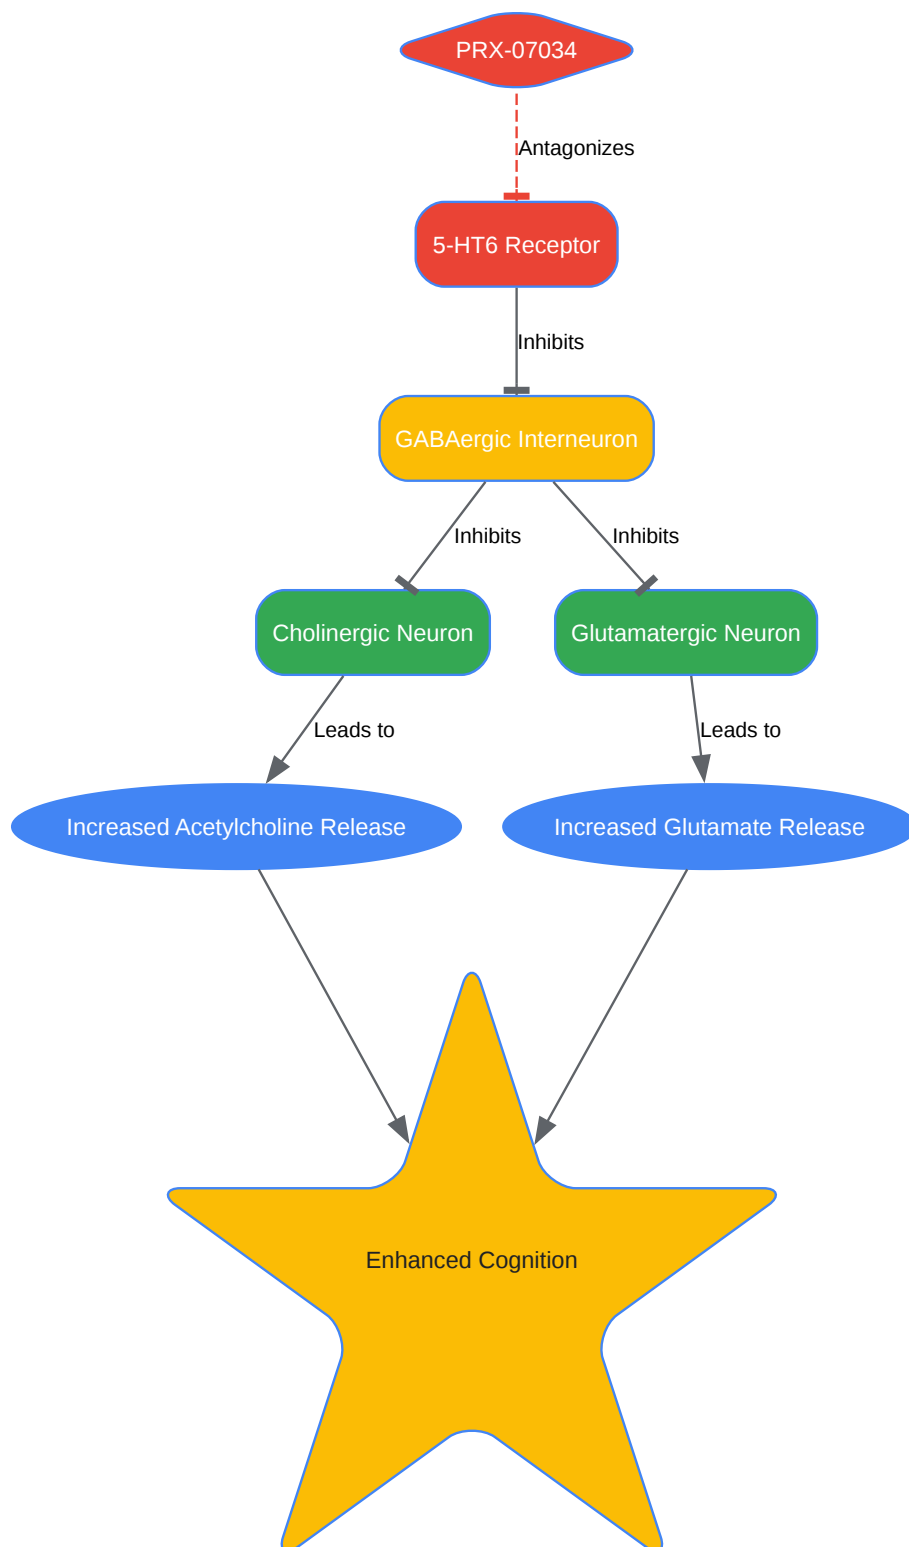 PRX-07034
Antagonizes
5-HT6 Receptor
Inhibits
GABAergic Interneuron
Inhibits
Inhibits
Cholinergic Neuron
Glutamatergic Neuron
Leads to
Leads to
Increased Acetylcholine Release
Increased Glutamate Release
Enhanced Cognition